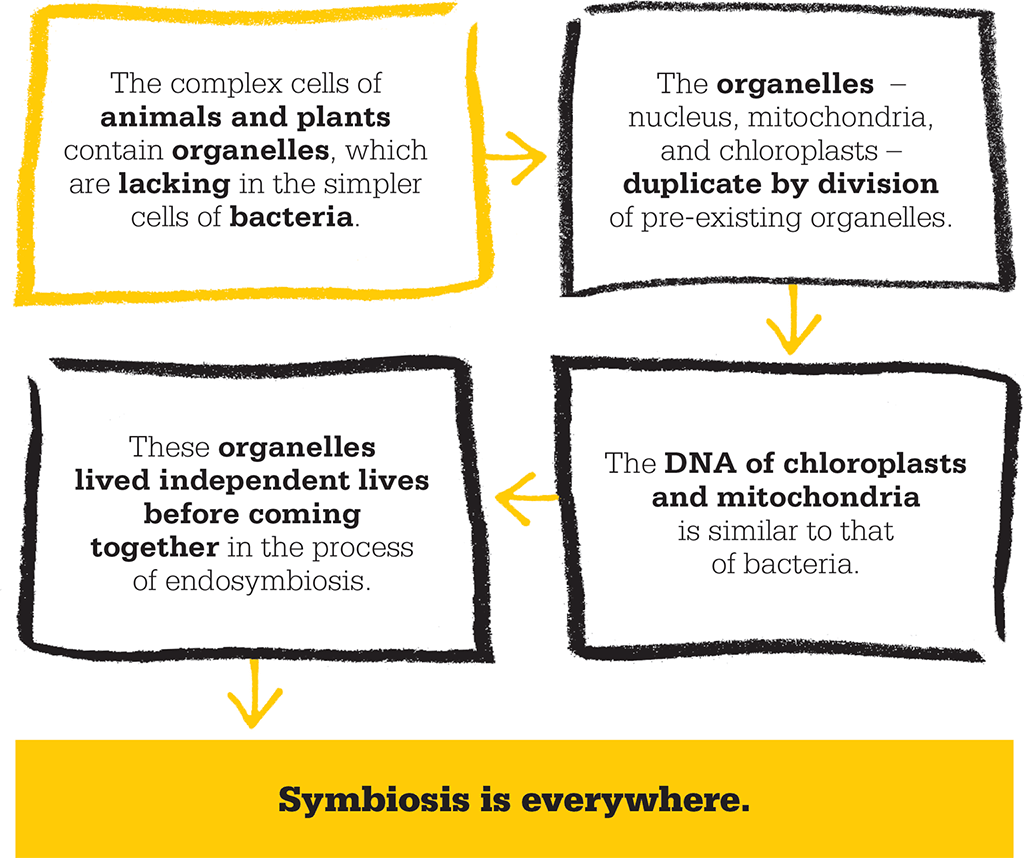 The complex cells of
animals and plants
contain organelles, which
are lacking in the simpler
cells of bacteria.
The organelles –
nucleus, mitochondria,
and chloroplasts –
duplicate by division
of pre-existing organelles.
The DNA of chloroplasts
and mitochondria
is similar to that
of bacteria.
These organelles
lived independent lives
before coming
together in the process
of endosymbiosis.
Symbiosis is everywhere.